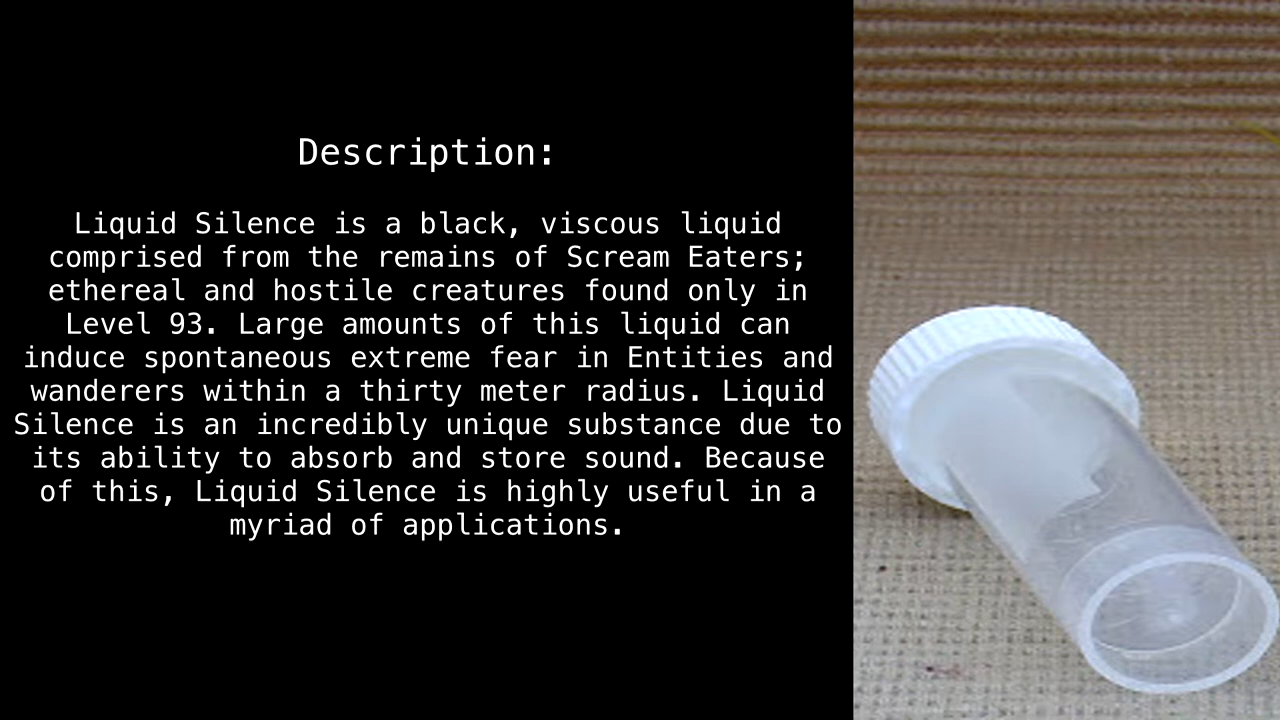 Description:
Liquid Silence is a black, viscous liquid
comprised from the remains of Scream Eaters;
ethereal and hostile creatures found only in
Level 93. Large amounts of this liquid can
induce spontaneous extreme fear in Entities and
wanderers within a thirty meter radius. Liquid
Silence is an incredibly unique substance due to
its ability to absorb and store sound. Because
of this, Liquid Silence is highly useful in a
myriad of applications.